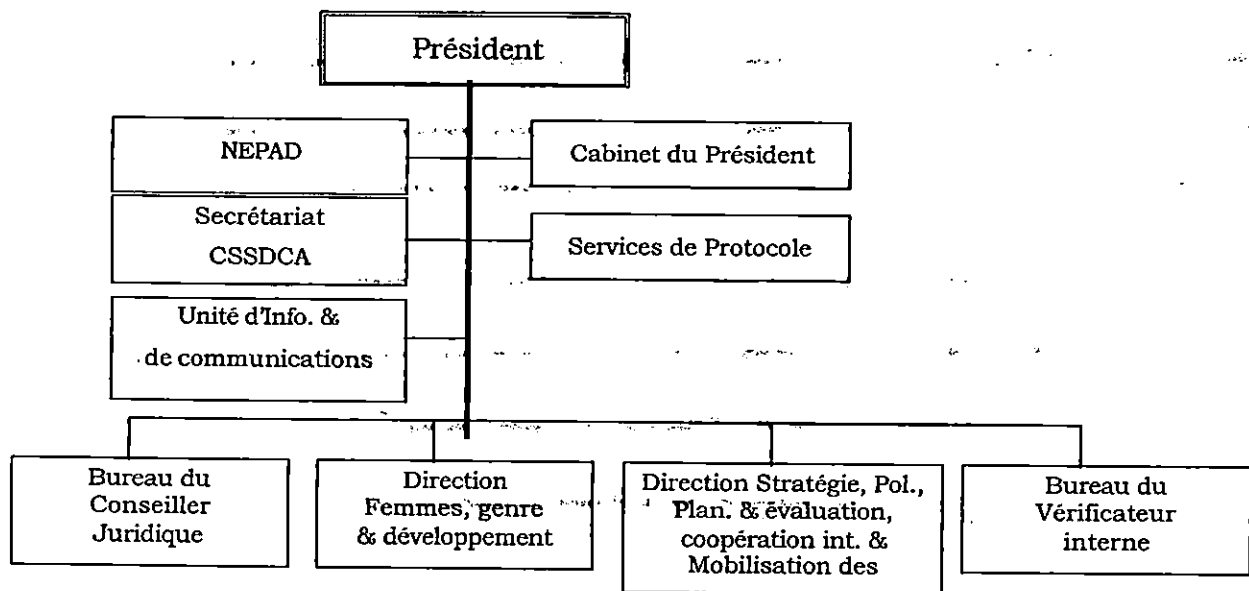 Président
NEPAD
Cabinet du Président
Secrétariat
CSSDCA
Services de Protocole
Unité d'Info. &
de communications
Bureau du
Conseiller
Juridique
Direction
Femmes, genre
& développement
Direction Stratégie, Pol.,
Plan. & évaluation,
coopération int. &
Mobilisation des
Bureau du
Vérificateur
interne